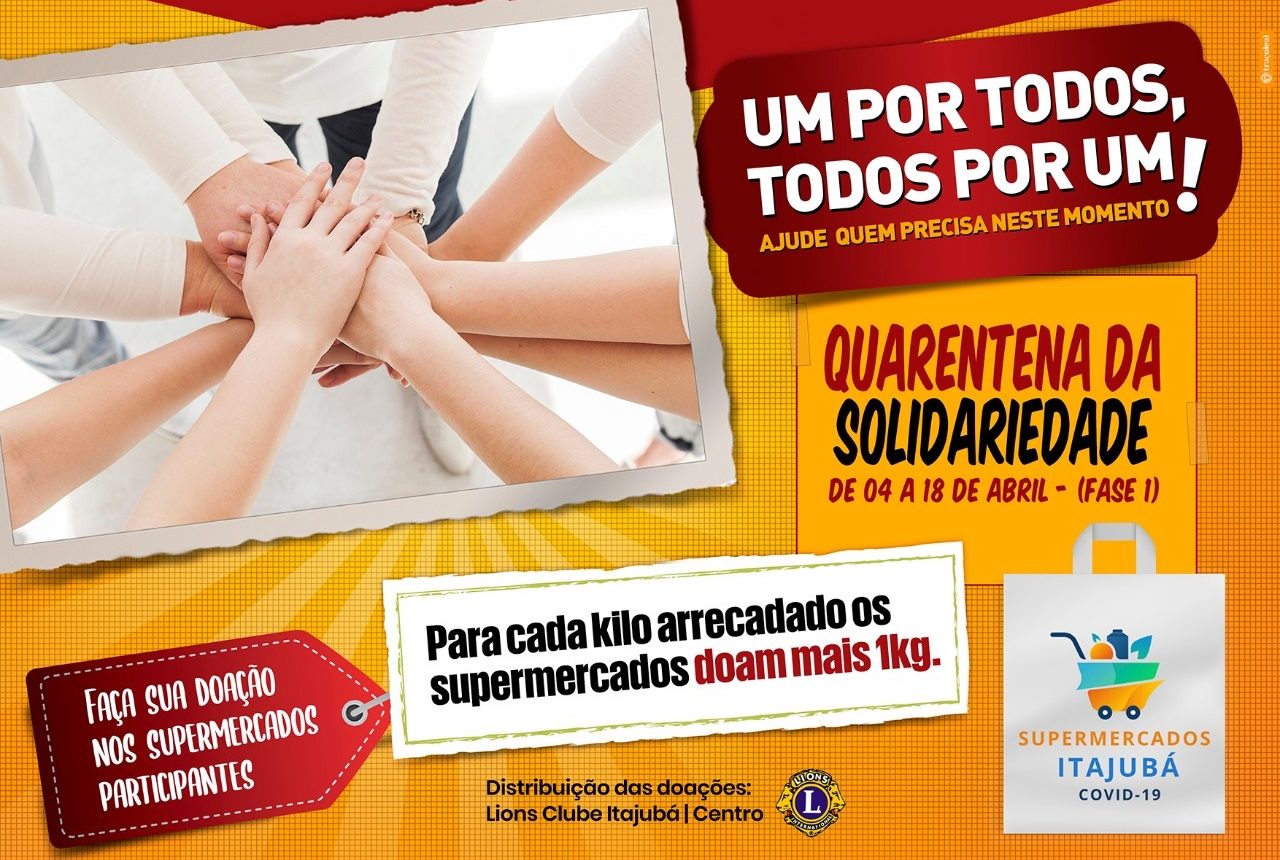 tracoleal
UM POR TODOS,
TODOS POR UM!
AJUDE QUEM PRECISA NESTE MOMENTO
QUARENTENA DA
SOLIDARIEDADE
DE 04 A 18 DE ABRIL - (FASE 1)
Para cada kilo arrecadado os
supermercados doam mais 1kg.
FAÇA SUA DOAÇÃO
NOS SUPERMERCADOS
PARTICIPANTES
SUPERMERCADOS
ITAJUBÁ
COVID-19
Distribuição das doações:
Lions Clube Itajubá | Centro
LIONS
L
INTERNATIONAL